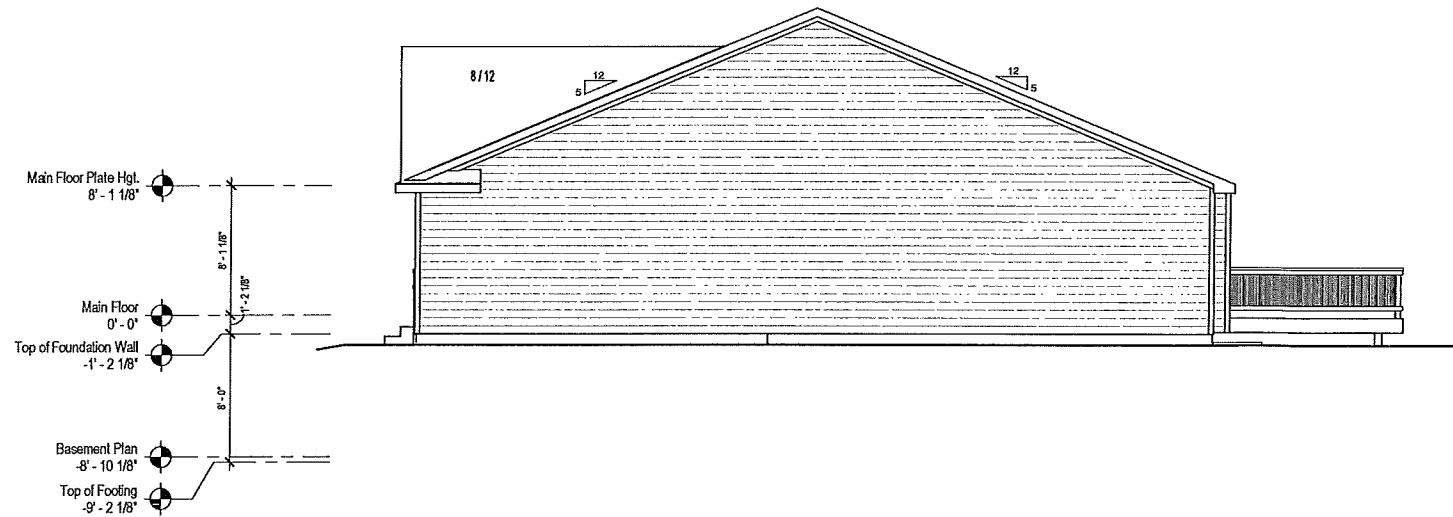 8/12
12
5
12
5
Main Floor Plate Hgt.
8' - 1 1/8"
8' - 1 1/8"
1' - 2 1/8"
Main Floor
0' - 0"
Top of Foundation Wall
-1' - 2 1/8"
8' - 0"
Basement Plan
-8' - 10 1/8"
Top of Footing
-9' - 2 1/8"